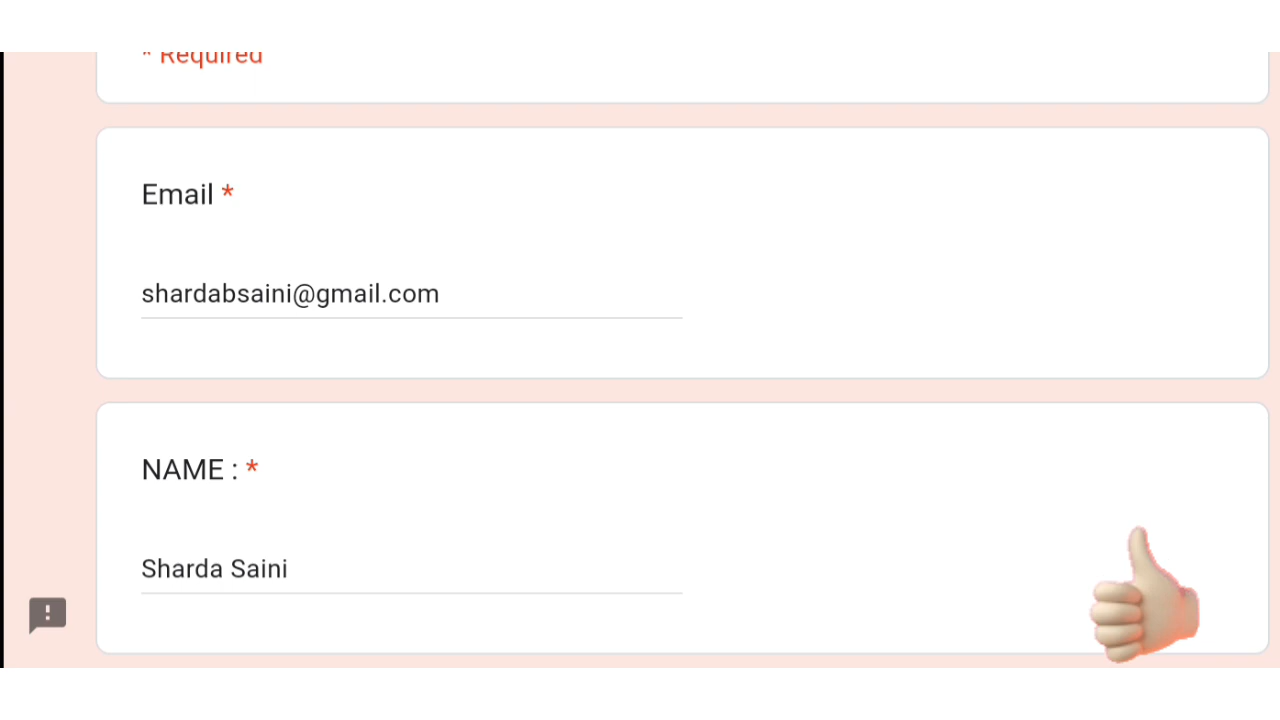 * Required
Email *
shardabsaini@gmail.com
NAME : *
Sharda Saini